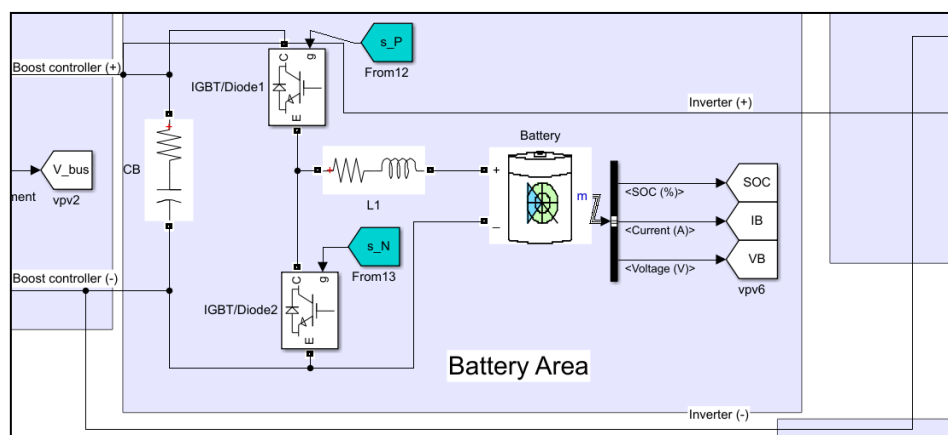 s_P
From12
Boost controller (+)
C
g
E
IGBT/Diode1
Inverter (+)
+
CB
Battery
V_bus
vpv2
ment
+
L1
+
_
m
<SOC (%)>
SOC
<Current (A)>
IB
<Voltage (V)>
VB
vpv6
s_N
From13
Boost controller (-)
C
g
E
IGBT/Diode2
Battery Area
Inverter (-)